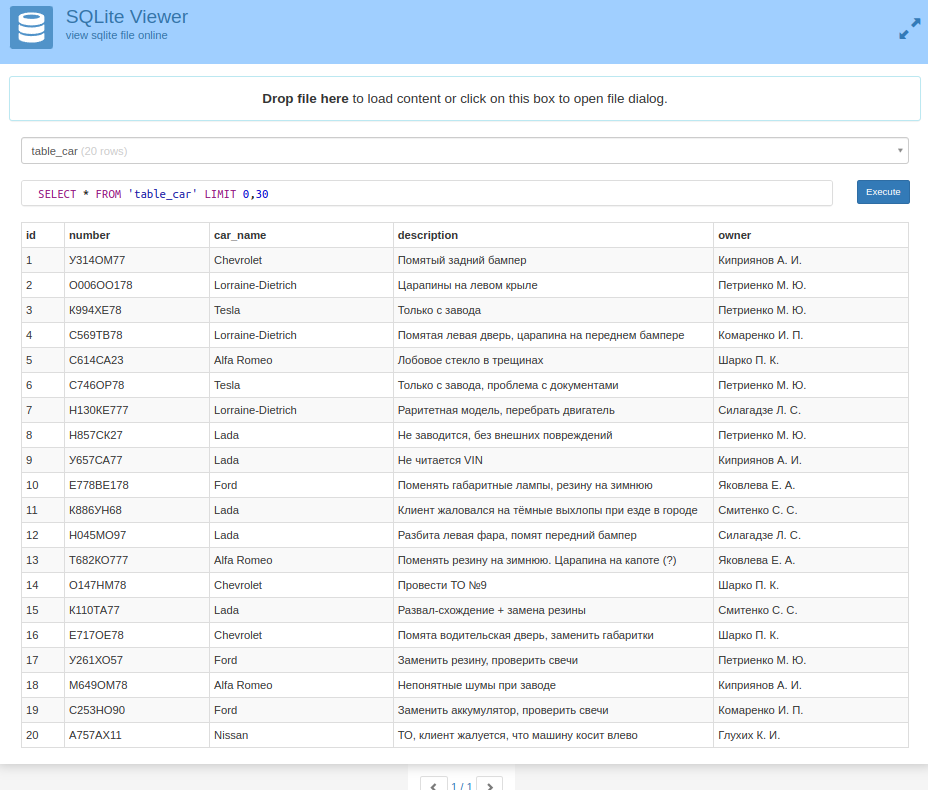 SQLite Viewer
view sqlite file online
Drop file here to load content or click on this box to open file dialog.
table_car (20 rows)
SELECT * FROM 'table_car' LIMIT 0,30
Execute
id number car_name description owner
1 У314ОМ77 Chevrolet Помятый задний бампер Киприянов А. И.
2 О006ОО178 Lorraine-Dietrich Царапины на левом крыле Петриенко М. Ю.
3 К994ХЕ78 Tesla Только с завода Петриенко М. Ю.
4 С569ТВ78 Lorraine-Dietrich Помятая левая дверь, царапина на переднем бампере Комаренко И. П.
5 С614СА23 Alfa Romeo Лобовое стекло в трещинах Шарко П. К.
6 С746ОР78 Tesla Только с завода, проблема с документами Петриенко М. Ю.
7 Н130КЕ777 Lorraine-Dietrich Раритетная модель, перебрать двигатель Силагадзе Л. С.
8 Н857СК27 Lada Не заводится, без внешних повреждений Петриенко М. Ю.
9 У657СА77 Lada Не читается VIN Киприянов А. И.
10 Е778ВЕ178 Ford Поменять габаритные лампы, резину на зимнюю Яковлева Е. А.
11 К886УН68 Lada Клиент жаловался на тёмные выхлопы при езде в городе Смитенко С. С.
12 Н045МО97 Lada Разбита левая фара, помят передний бампер Силагадзе Л. С.
13 Т682КО777 Alfa Romeo Поменять резину на зимнюю. Царапина на капоте (?) Яковлева Е. А.
14 О147НМ78 Chevrolet Провести ТО №9 Шарко П. К.
15 К110ТА77 Lada Развал-схождение + замена резины Смитенко С. С.
16 Е717ОЕ78 Chevrolet Помята водительская дверь, заменить габаритки Шарко П. К.
17 У261ХО57 Ford Заменить резину, проверить свечи Петриенко М. Ю.
18 М649ОМ78 Alfa Romeo Непонятные шумы при заводе Киприянов А. И.
19 С253НО90 Ford Заменить аккумулятор, проверить свечи Комаренко И. П.
20 А757АХ11 Nissan ТО, клиент жалуется, что машину косит влево Глухих К. И.
1 / 1